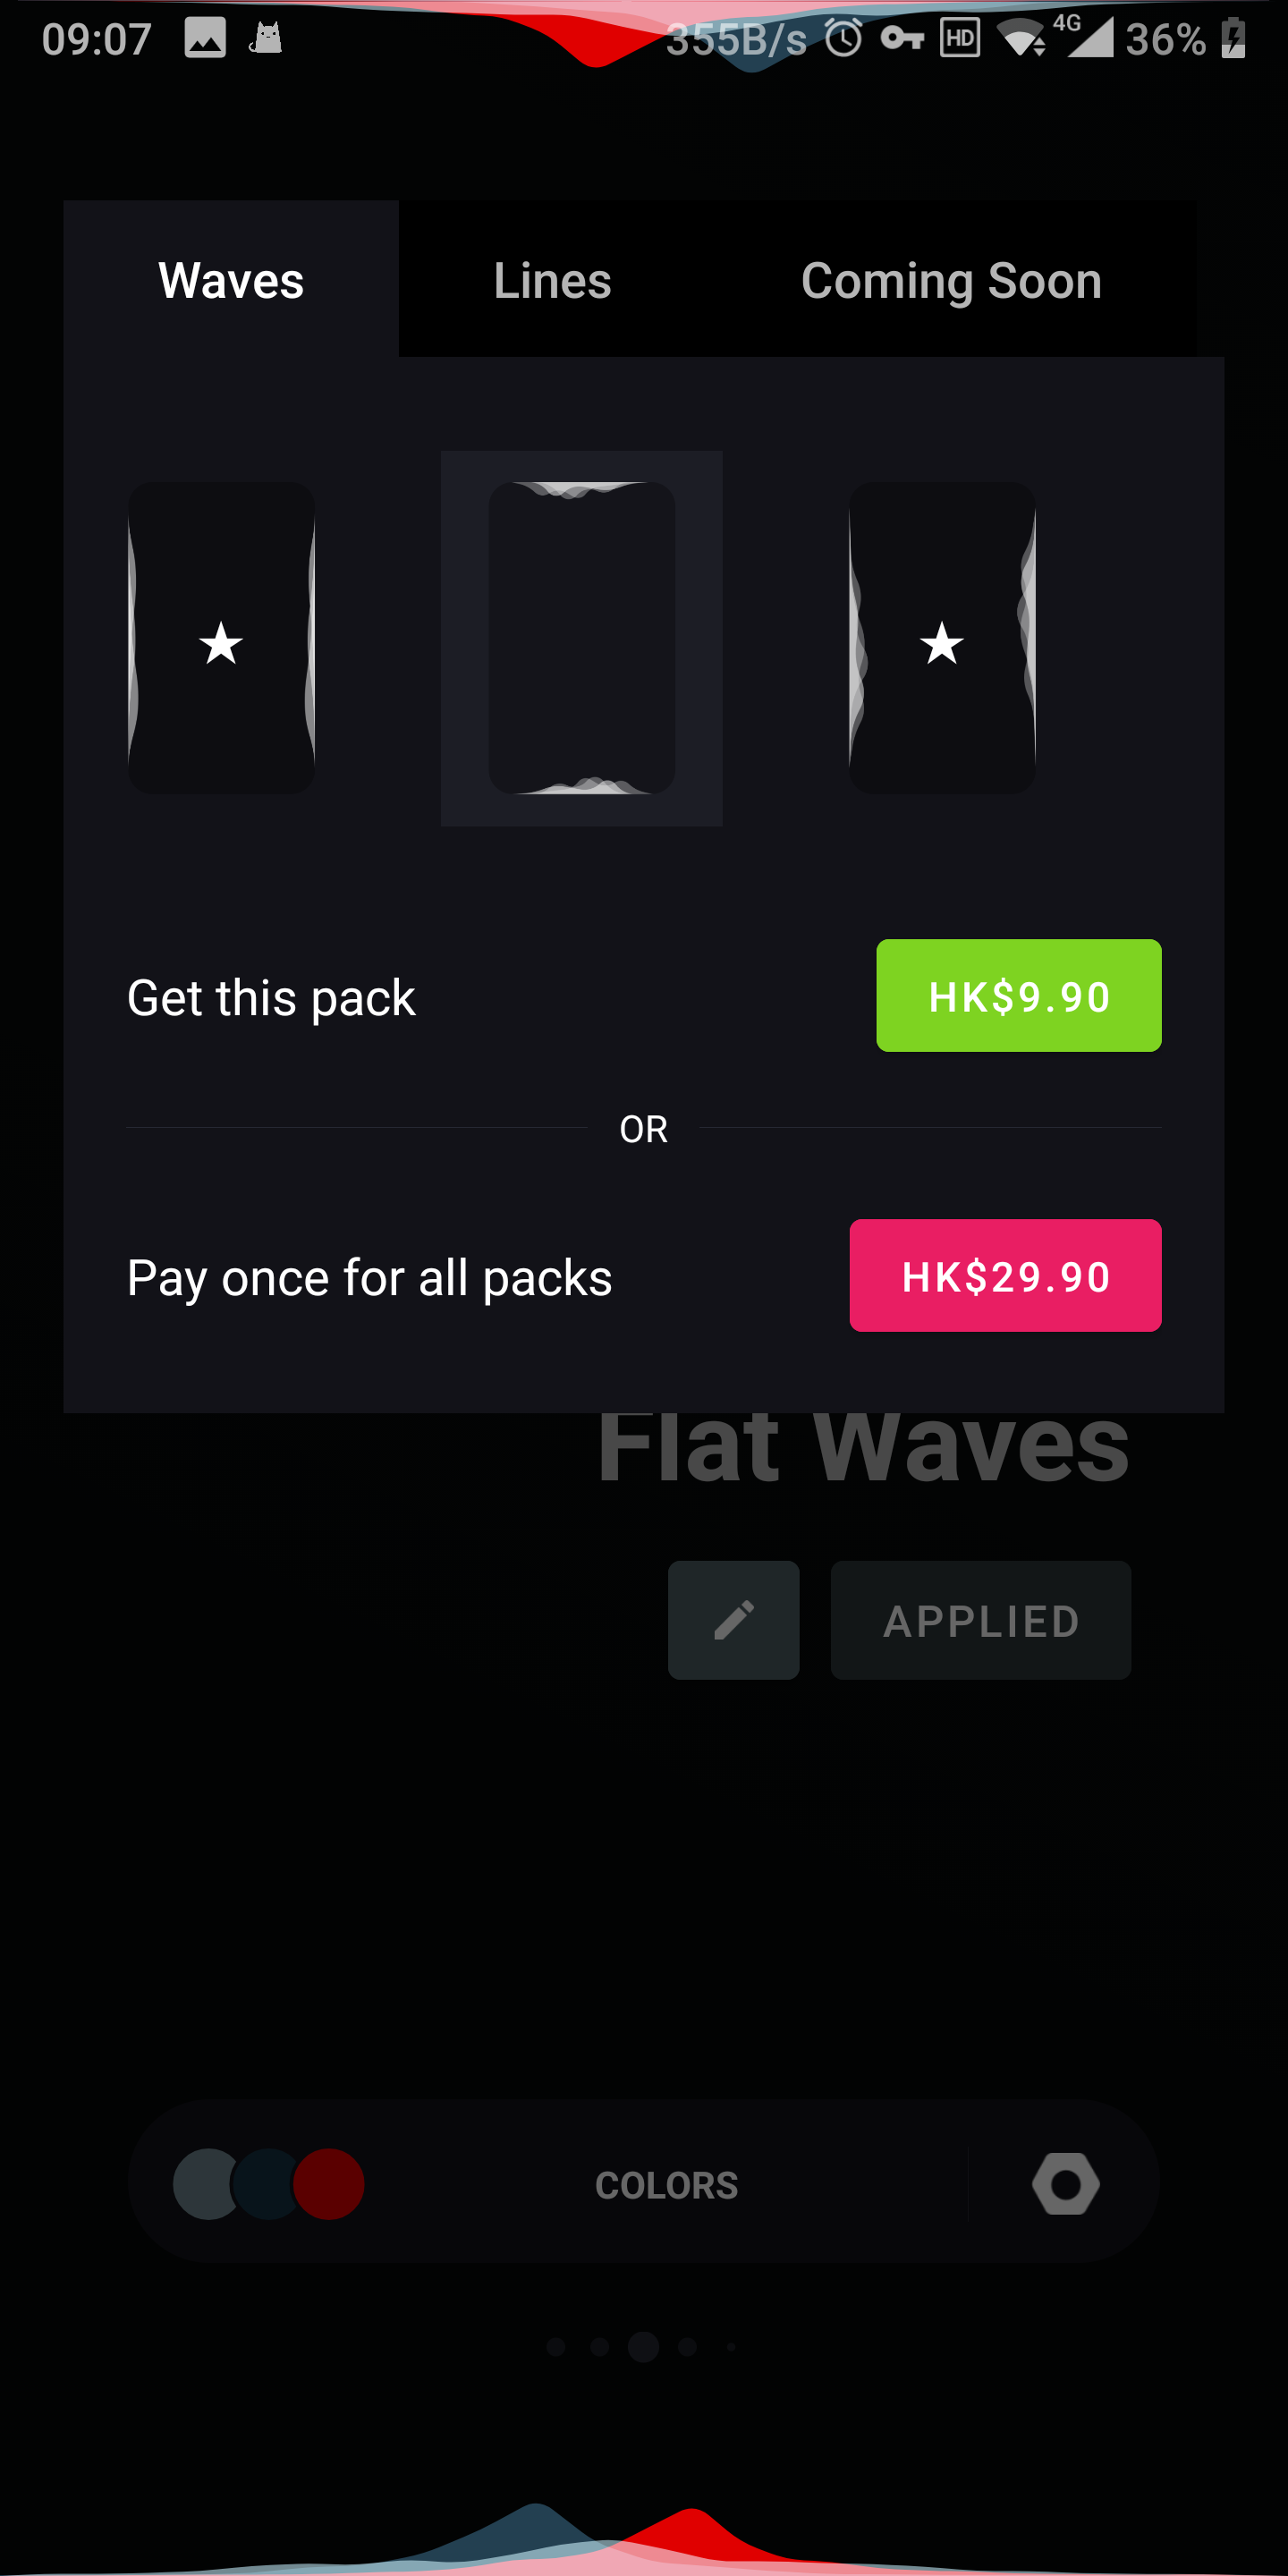 09:07 355B/s HD 4G 36%
Waves Lines Coming Soon
Get this pack HK$9.90
OR
Pay once for all packs HK$29.90
Flat Waves
APPLIED
COLORS